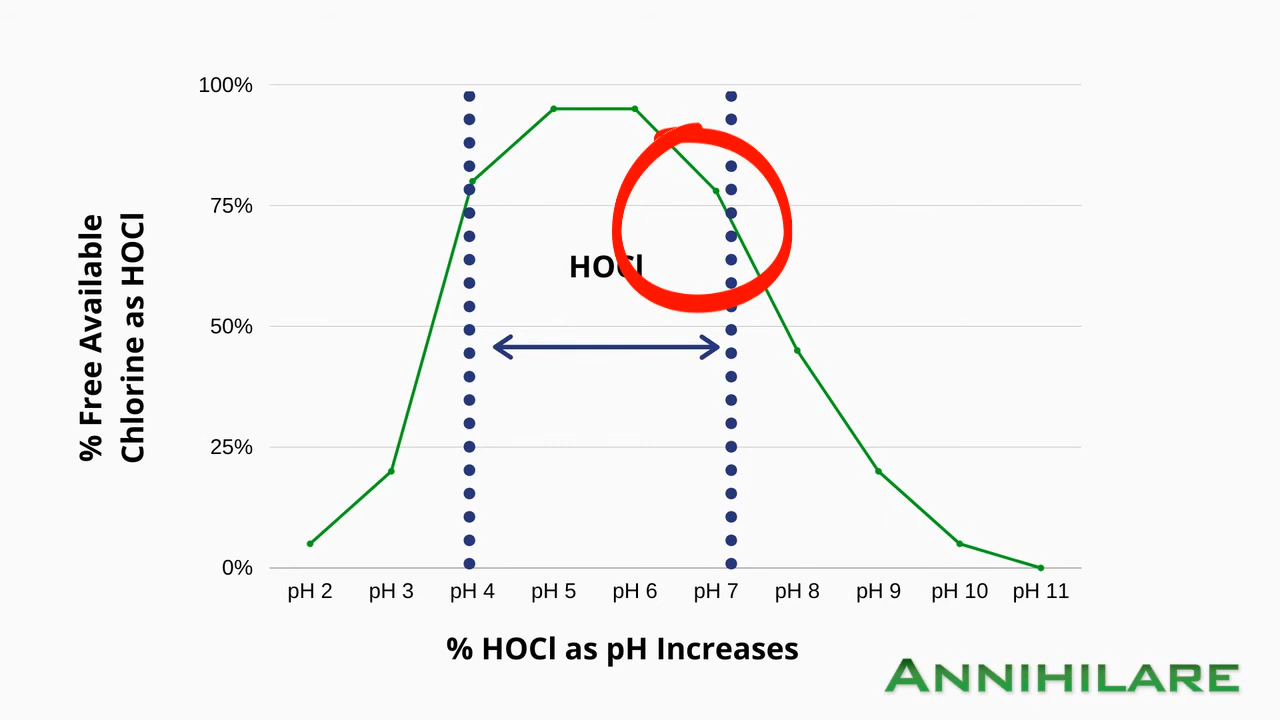 100%
75%
50%
25%
0%
% Free Available
Chlorine as HOCl
HOCl
pH 2
pH 3
pH 4
pH 5
pH 6
pH 7
pH 8
pH 9
pH 10
pH 11
% HOCl as pH Increases
ANNIHILARE